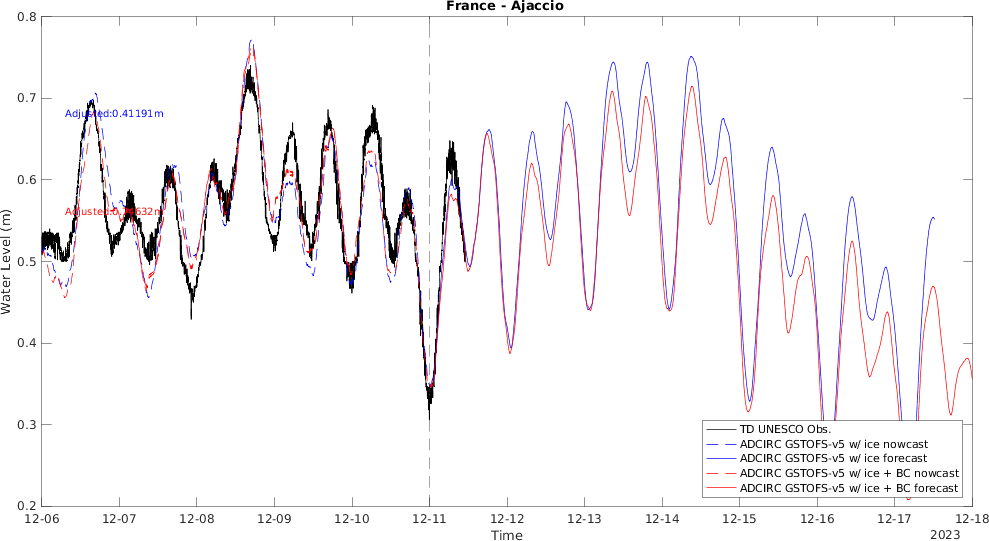 France - Ajaccio
Water Level (m)
0.8
0.7
0.6
0.5
0.4
0.3
0.2
Adjusted:0.41191m
TD UNESCO Obs.
ADCIRC GSTOFS-v5 w/ ice nowcast
ADCIRC GSTOFS-v5 w/ ice forecast
ADCIRC GSTOFS-v5 w/ ice + BC nowcast
ADCIRC GSTOFS-v5 w/ ice + BC forecast
12-06 12-07 12-08 12-09 12-10 12-11 12-12 12-13 12-14 12-15 12-16 12-17 12-18
Time
2023